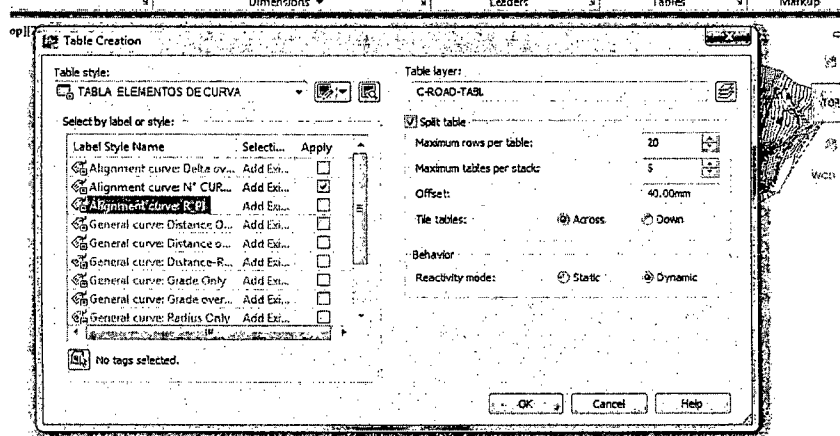 Dimensions
Leaders
Tables
Markup
Table Creation
Table style:
TABLA ELEMENTOS DE CURVA
Select by label or style:
Label Style Name Selecti... Apply
Alignment curve: Delta ov... Add Exi...
Alignment curve: N° CUR... Add Exi...
Alignment curve: R_PI Add Exi...
General curve: Distance O... Add Exi...
General curve: Distance o... Add Exi...
General curve: Distance-R... Add Exi...
General curve: Grade Only Add Exi...
General curve: Grade over... Add Exi...
General curve: Radius Only Add Exi...
No tags selected.
Table layer:
C-ROAD-TABL
Split table
Maximum rows per table: 20
Maximum tables per stack: 5
Offset: 40.00mm
Tile tables: Across Down
Behavior
Reactivity mode: Static Dynamic
OK Cancel Help
TOP